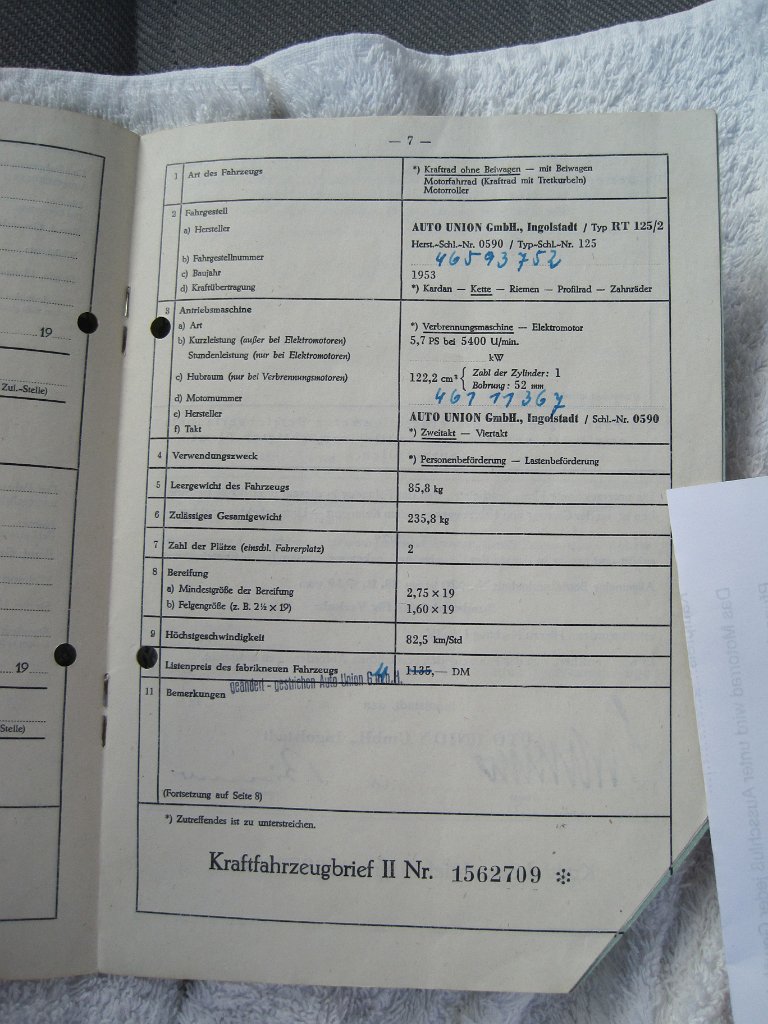 — 7 —
1 Art des Fahrzeugs
*) Kraftrad ohne Beiwagen — mit Beiwagen
Motorfahrrad (Kraftrad mit Tretkurbeln)
Motorroller
2 Fahrgestell
a) Hersteller
AUTO UNION GmbH., Ingolstadt / Typ RT 125/2
Herst.-Schl.-Nr. 0590 / Typ-Schl.-Nr. 125
b) Fahrgestellnummer
46593752
c) Baujahr
1953
d) Kraftübertragung
*) Kardan — Kette — Riemen — Profilrad — Zahnräder
3 Antriebsmaschine
a) Art
*) Verbrennungsmaschine — Elektromotor
b) Kurzleistung (außer bei Elektromotoren)
5,7 PS bei 5400 U/min.
Stundenleistung (nur bei Elektromotoren)
kW
c) Hubraum (nur bei Verbrennungsmotoren)
122,2 cm³ { Zahl der Zylinder: 1
Bohrung: 52 mm
d) Motornummer
461 11367
e) Hersteller
AUTO UNION GmbH., Ingolstadt / Schl.-Nr. 0590
f) Takt
*) Zweitakt — Viertakt
4 Verwendungszweck
*) Personenbeförderung — Lastenbeförderung
5 Leergewicht des Fahrzeugs
85,8 kg
6 Zulässiges Gesamtgewicht
235,8 kg
7 Zahl der Plätze (einschl. Fahrerplatz)
2
8 Bereifung
a) Mindestgröße der Bereifung
2,75 × 19
b) Felgengröße (z. B. 2½ × 19)
1,60 × 19
9 Höchstgeschwindigkeit
82,5 km/Std
Listenpreis des fabrikneuen Fahrzeugs
1135,— DM
geändert - gestrichen Auto Union G.m.b.H.
11 Bemerkungen
(Fortsetzung auf Seite 8)
*) Zutreffendes ist zu unterstreichen.
Kraftfahrzeugbrief II Nr. 1562709 ✻
19
Zul.-Stelle)
19
Stelle)